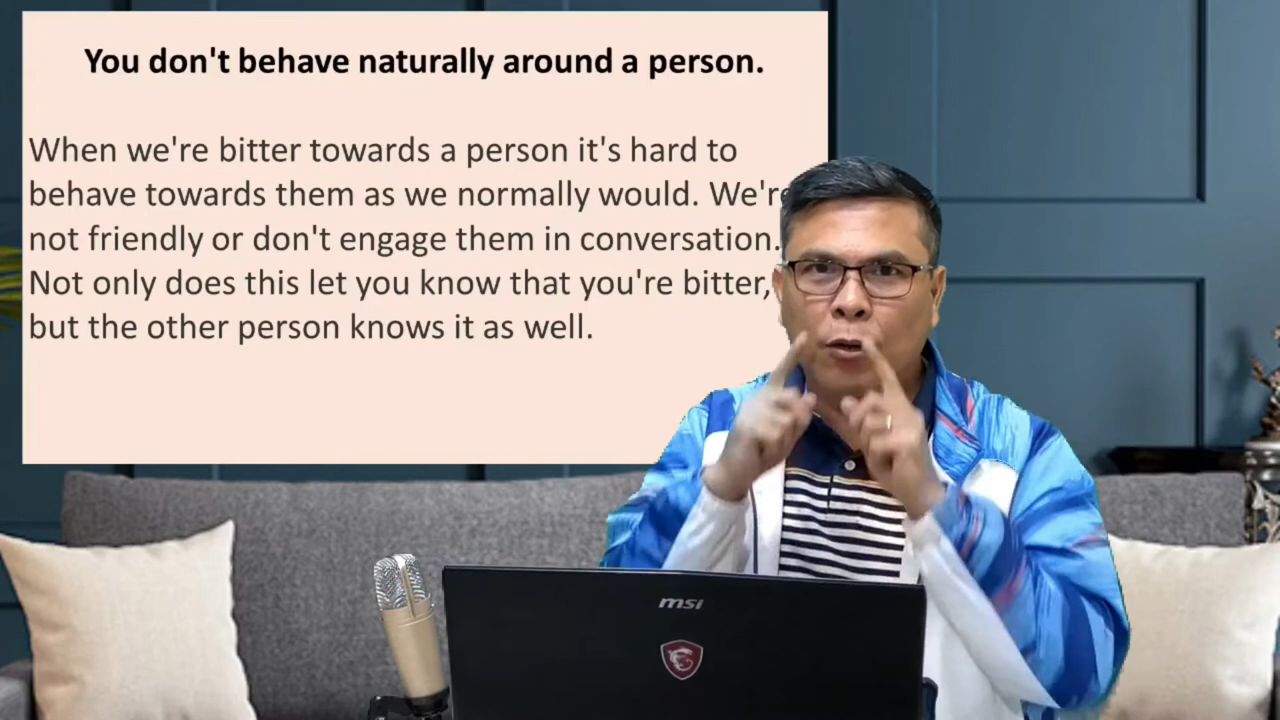 You don't behave naturally around a person.
When we're bitter towards a person it's hard to
behave towards them as we normally would. We're
not friendly or don't engage them in conversation.
Not only does this let you know that you're bitter,
but the other person knows it as well.
msi